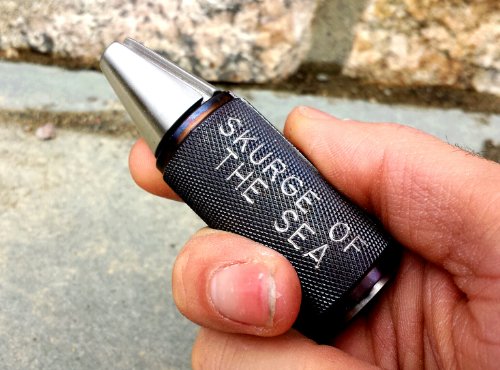 SKURGE OF
THE SEA